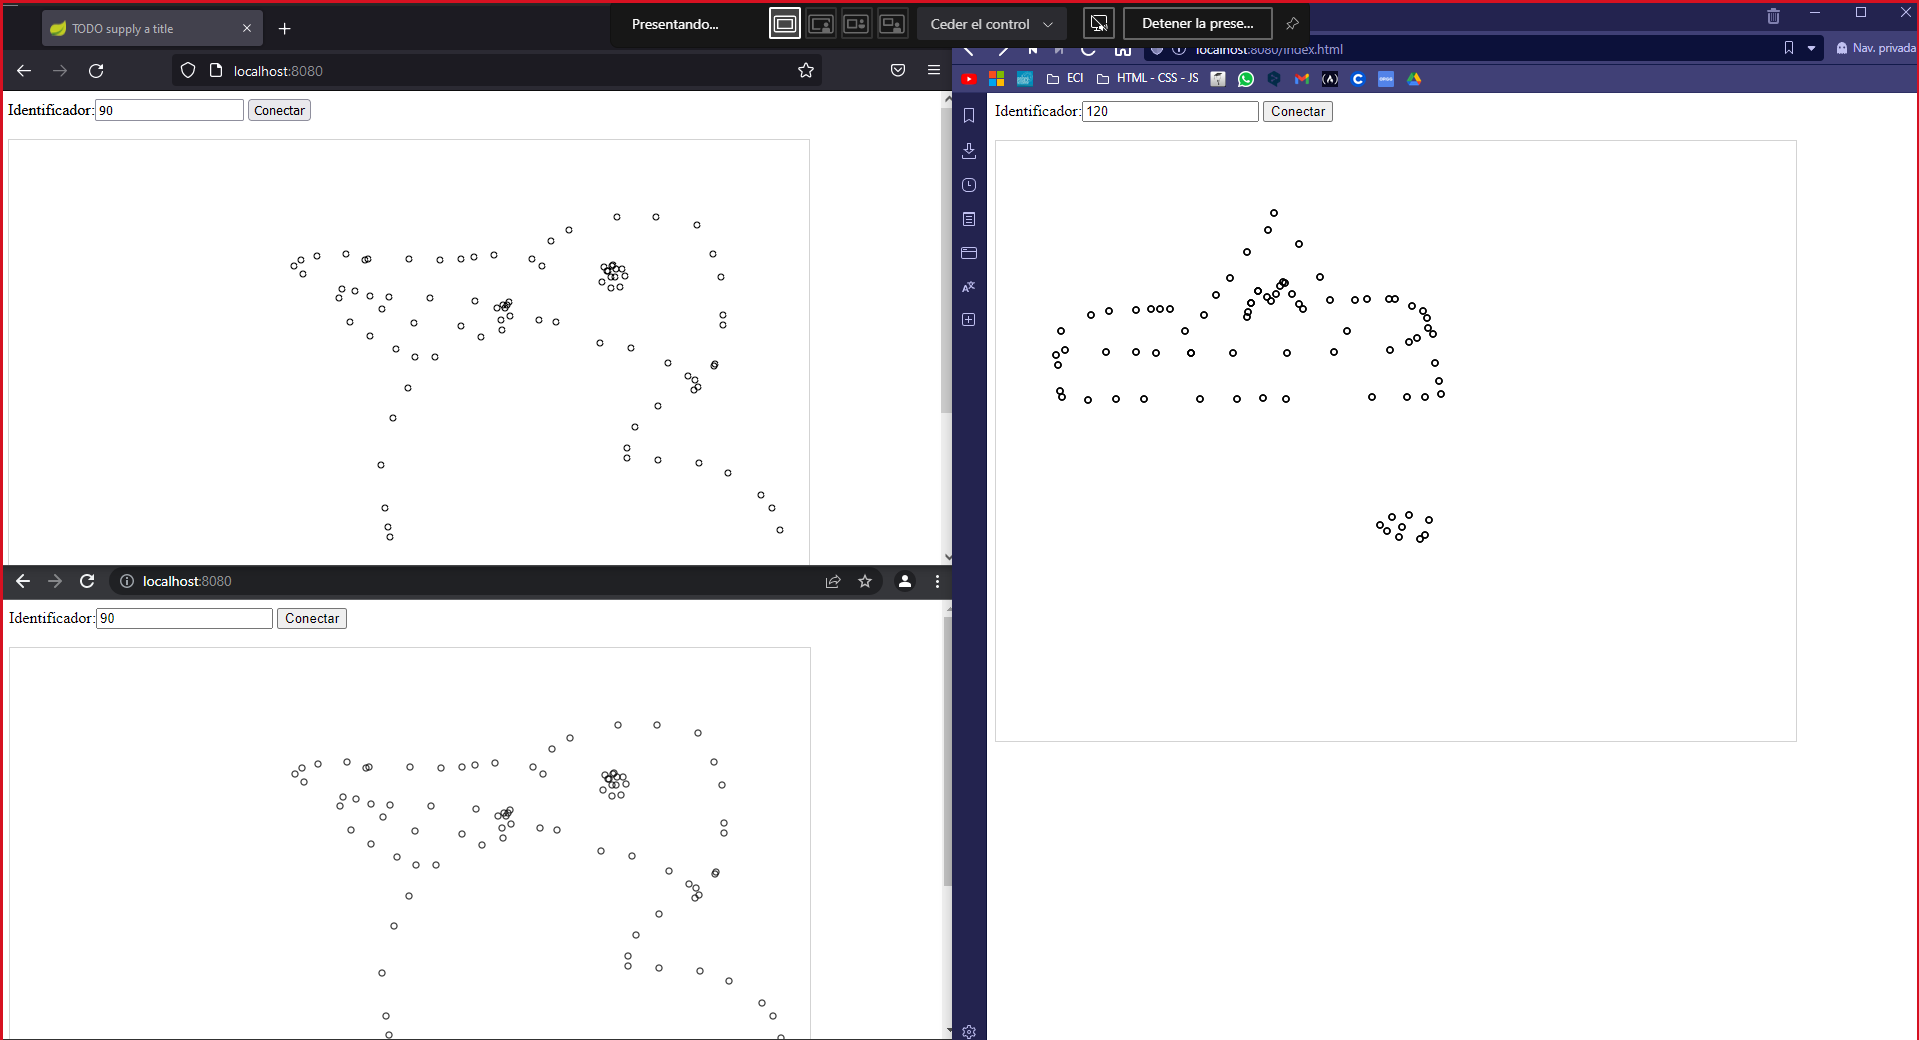 Presentando...
Ceder el control
Detener la prese...
TODO supply a title
localhost:8080
localhost:8080/index.html
Nav. privada
ECI
HTML - CSS - JS
Identificador:90 Conectar
Identificador:120 Conectar
localhost:8080
Identificador:90 Conectar